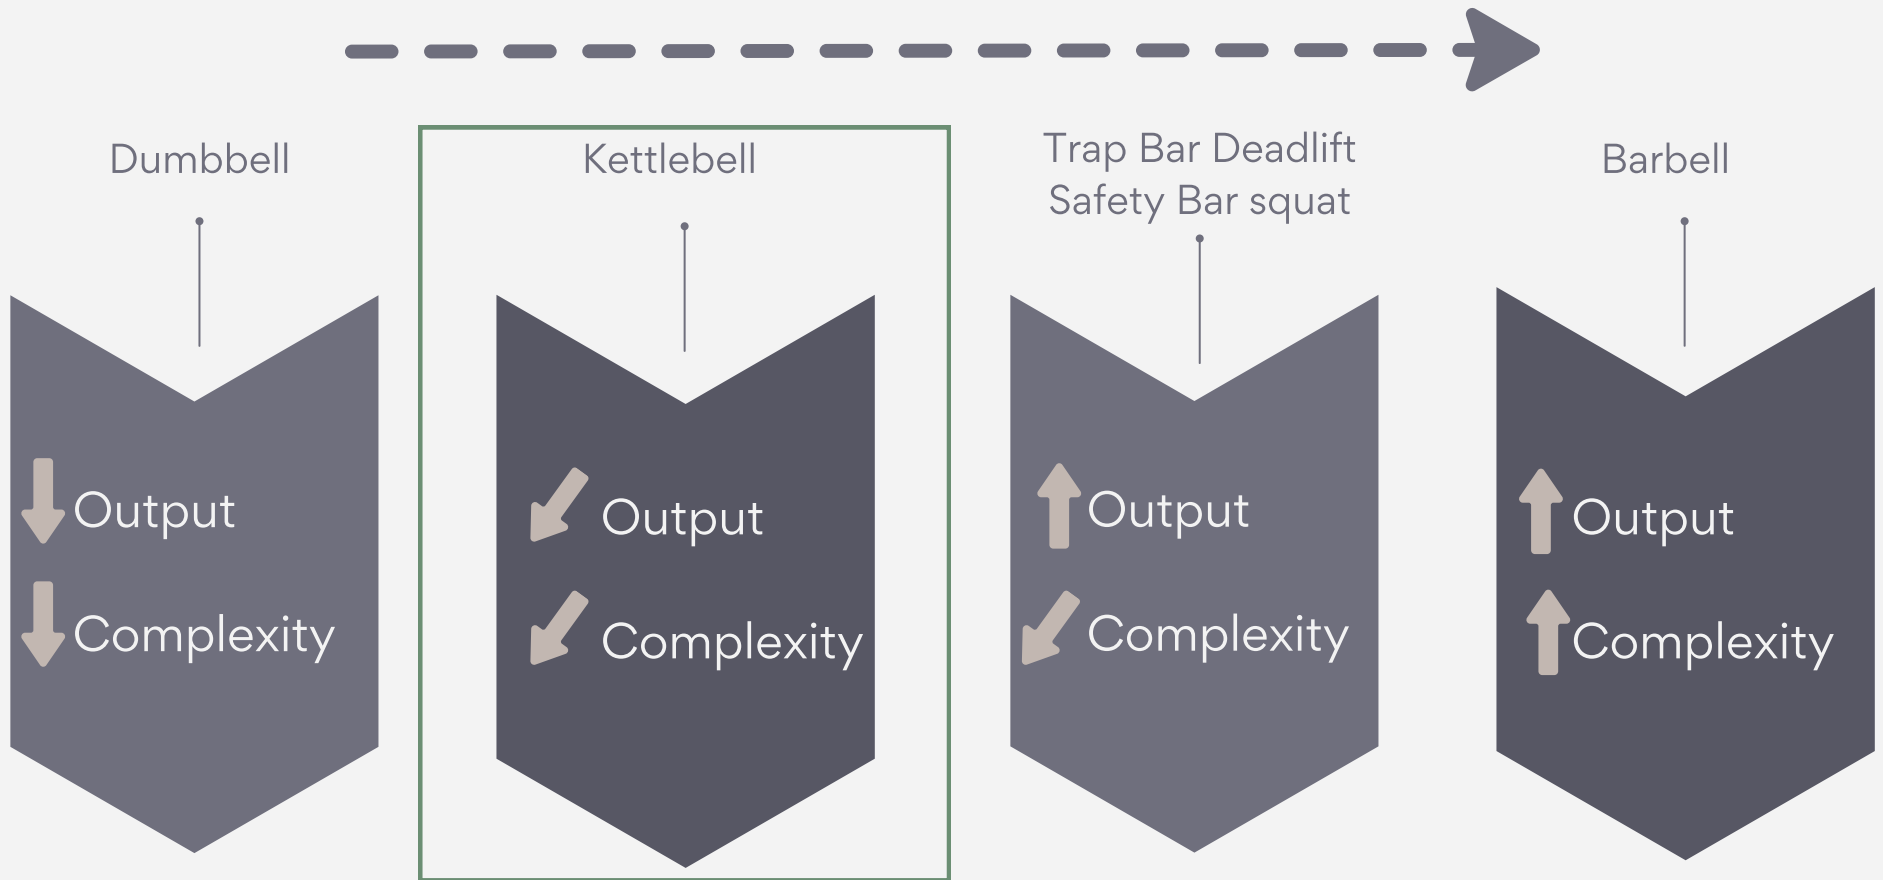 Dumbbell
Kettlebell
Trap Bar Deadlift
Safety Bar squat
Barbell
Output
Complexity
Output
Complexity
Output
Complexity
Output
Complexity